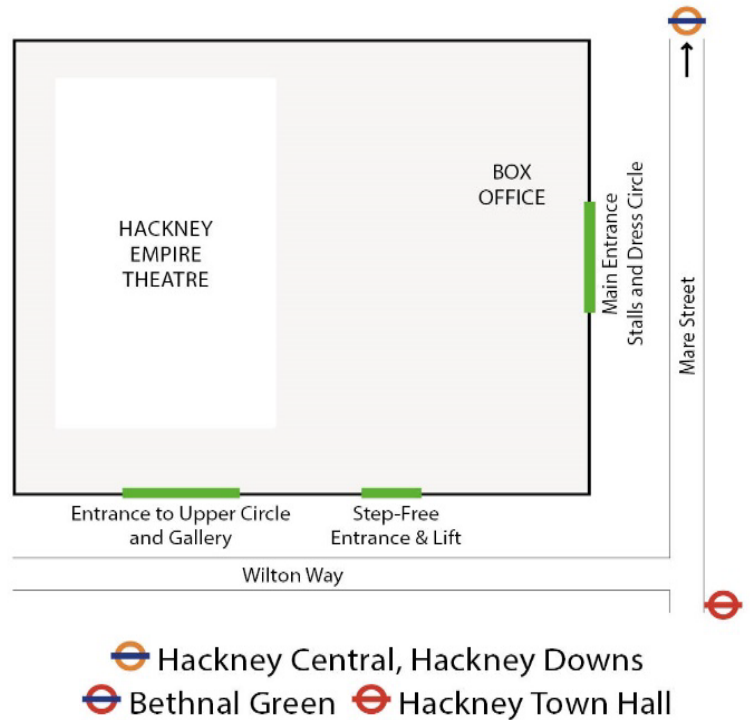 BOX
OFFICE
HACKNEY
EMPIRE
THEATRE
Main Entrance
Stalls and Dress Circle
Mare Street
Entrance to Upper Circle
and Gallery
Step-Free
Entrance & Lift
Wilton Way
Hackney Central, Hackney Downs
Bethnal Green Hackney Town Hall